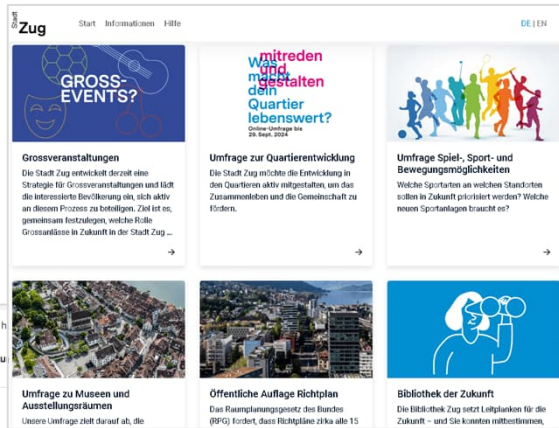 Stadt
Zug
Start Informationen Hilfe
DE | EN
GROSS-
EVENTS?
Grossveranstaltungen
Die Stadt Zug entwickelt derzeit eine
Strategie für Grossveranstaltungen und lädt
die interessierte Bevölkerung ein, sich aktiv
an diesem Prozess zu beteiligen. Ziel ist es,
gemeinsam festzulegen, welche Rolle
Grossanlässe in Zukunft in der Stadt Zug ...
→
mitreden
und
gestalten
Was
macht
dein
Quartier
lebenswert?
Online-Umfrage bis
29. Sept. 2024
Umfrage zur Quartierentwicklung
Die Stadt Zug möchte die Entwicklung in
den Quartieren aktiv mitgestalten, um das
Zusammenleben und die Gemeinschaft zu
fördern.
→
Umfrage Spiel-, Sport- und
Bewegungsmöglichkeiten
Welche Sportarten an welchen Standorten
sollen in Zukunft priorisiert werden? Welche
neuen Sportanlagen braucht es?
→
Umfrage zu Museen und
Ausstellungsräumen
Unsere Umfrage zielt darauf ab, die
Öffentliche Auflage Richtplan
Das Raumplanungsgesetz des Bundes
(RPG) fordert, dass Richtpläne zirka alle 15
Bibliothek der Zukunft
Die Bibliothek Zug setzt Leitplanken für die
Zukunft – und Sie konnten mitbestimmen,